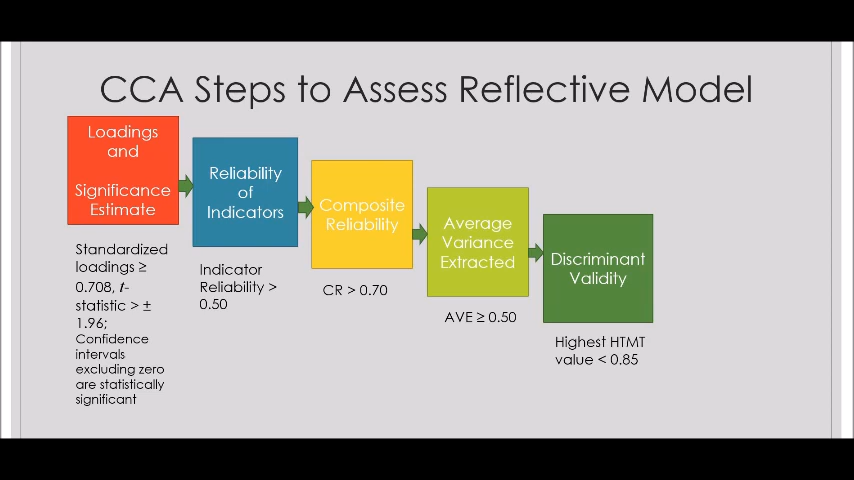 CCA Steps to Assess Reflective Model
Loadings
and
Significance
Estimate
Standardized
loadings ≥
0.708, t-
statistic > ±
1.96;
Confidence
intervals
excluding zero
are statistically
significant
Reliability
of
Indicators
Indicator
Reliability >
0.50
Composite
Reliability
CR > 0.70
Average
Variance
Extracted
AVE ≥ 0.50
Discriminant
Validity
Highest HTMT
value < 0.85